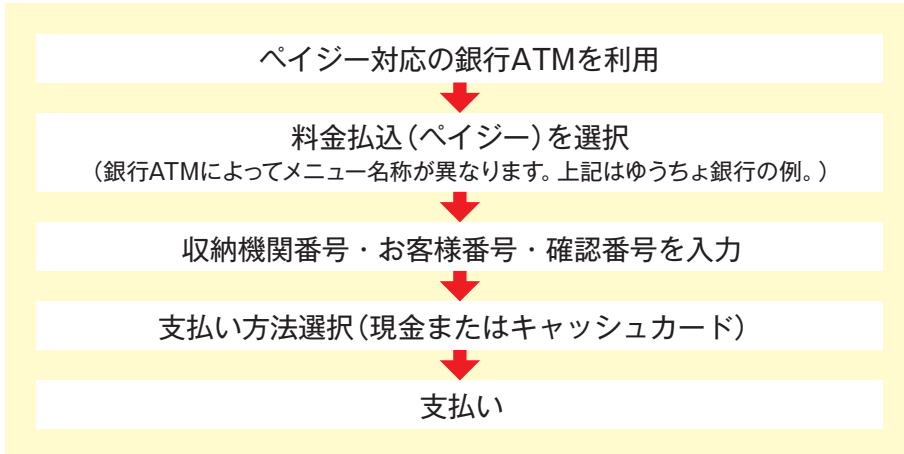 ペイジー対応の銀行ATMを利用
料金払込（ペイジー）を選択
（銀行ATMによってメニュー名称が異なります。上記はゆうちょ銀行の例。）
収納機関番号・お客様番号・確認番号を入力
支払い方法選択（現金またはキャッシュカード）
支払い